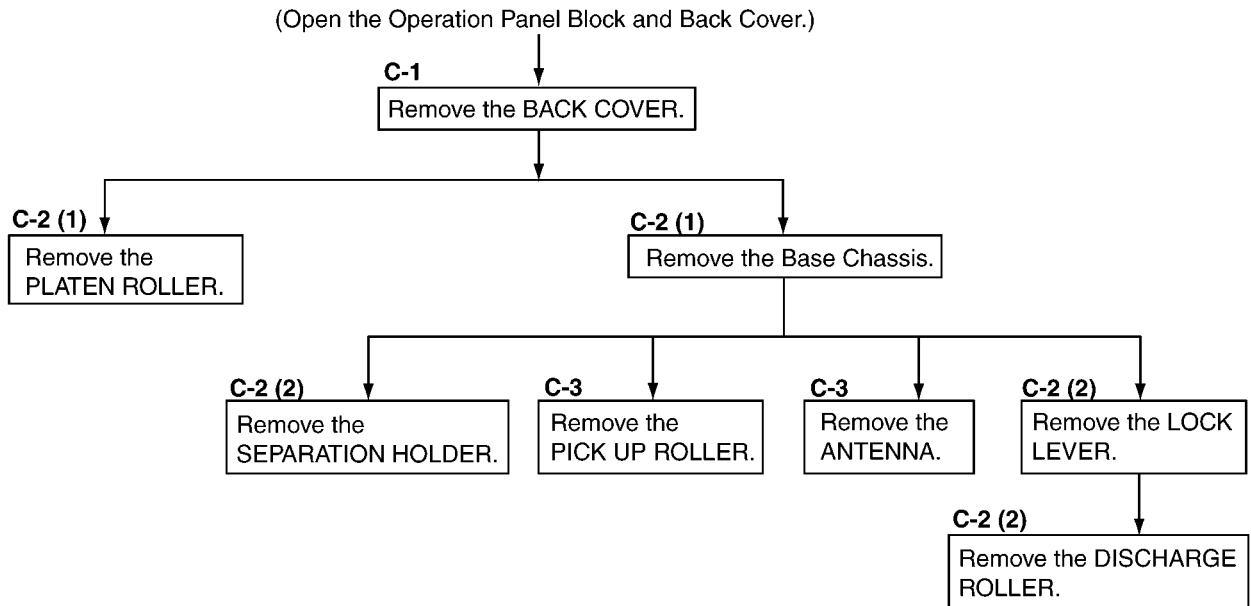 (Open the Operation Panel Block and Back Cover.)
C-1
Remove the BACK COVER.
C-2 (1)
Remove the
PLATEN ROLLER.
C-2 (1)
Remove the Base Chassis.
C-2 (2)
Remove the
SEPARATION HOLDER.
C-3
Remove the
PICK UP ROLLER.
C-3
Remove the
ANTENNA.
C-2 (2)
Remove the LOCK
LEVER.
C-2 (2)
Remove the DISCHARGE
ROLLER.